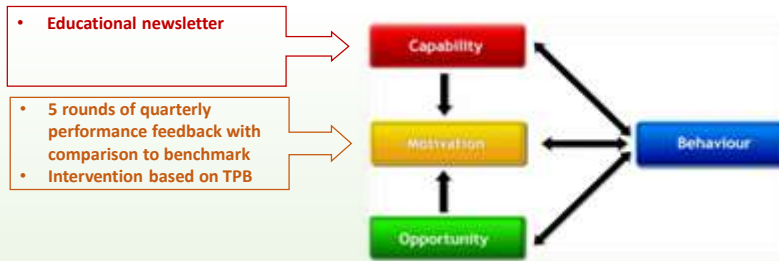 • Educational newsletter
Capability
• 5 rounds of quarterly
performance feedback with
comparison to benchmark
• Intervention based on TPB
Motivation
Behaviour
Opportunity